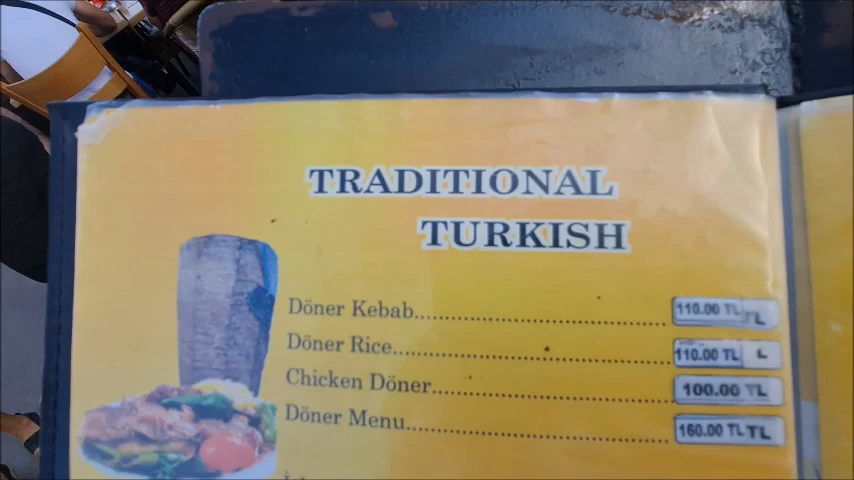 TRADITIONAL
TURKISH
Döner Kebab 110.00 TL L
Döner Rice 110.00 TL L
Chicken Döner 100.00 TL
Döner Menu 160.00 TL TL